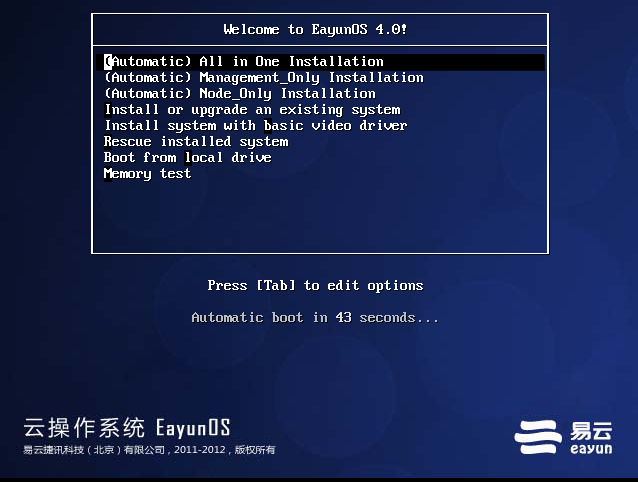 Welcome to EayunOS 4.0!
(Automatic) All in One Installation
(Automatic) Management_Only Installation
(Automatic) Node_Only Installation
Install or upgrade an existing system
Install system with basic video driver
Rescue installed system
Boot from local drive
Memory test
Press [Tab] to edit options
Automatic boot in 43 seconds...
云操作系统 EayunOS
易云捷讯科技（北京）有限公司，2011-2012，版权所有
易云
eayun